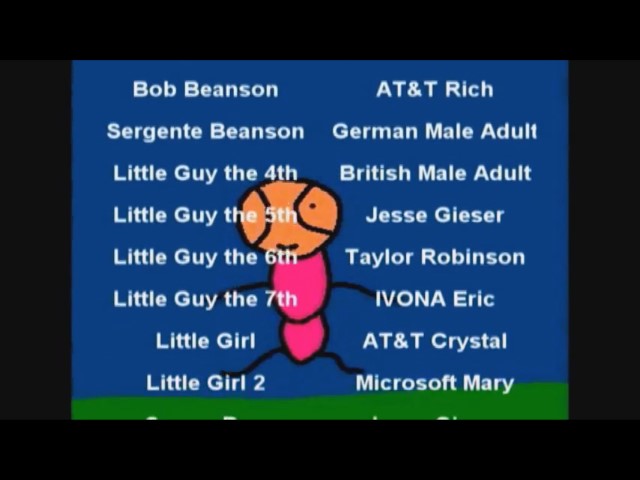 Bob Beanson AT&T Rich
Sergente Beanson German Male Adult
Little Guy the 4th British Male Adult
Little Guy the 5th Jesse Gieser
Little Guy the 6th Taylor Robinson
Little Guy the 7th IVONA Eric
Little Girl AT&T Crystal
Little Girl 2 Microsoft Mary